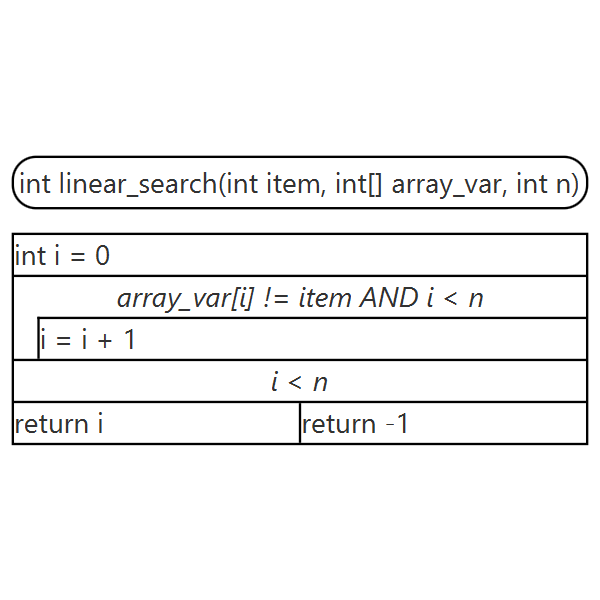 int linear_search(int item, int[] array_var, int n)
int i = 0
array_var[i] != item AND i < n
i = i + 1
i < n
return i
return -1